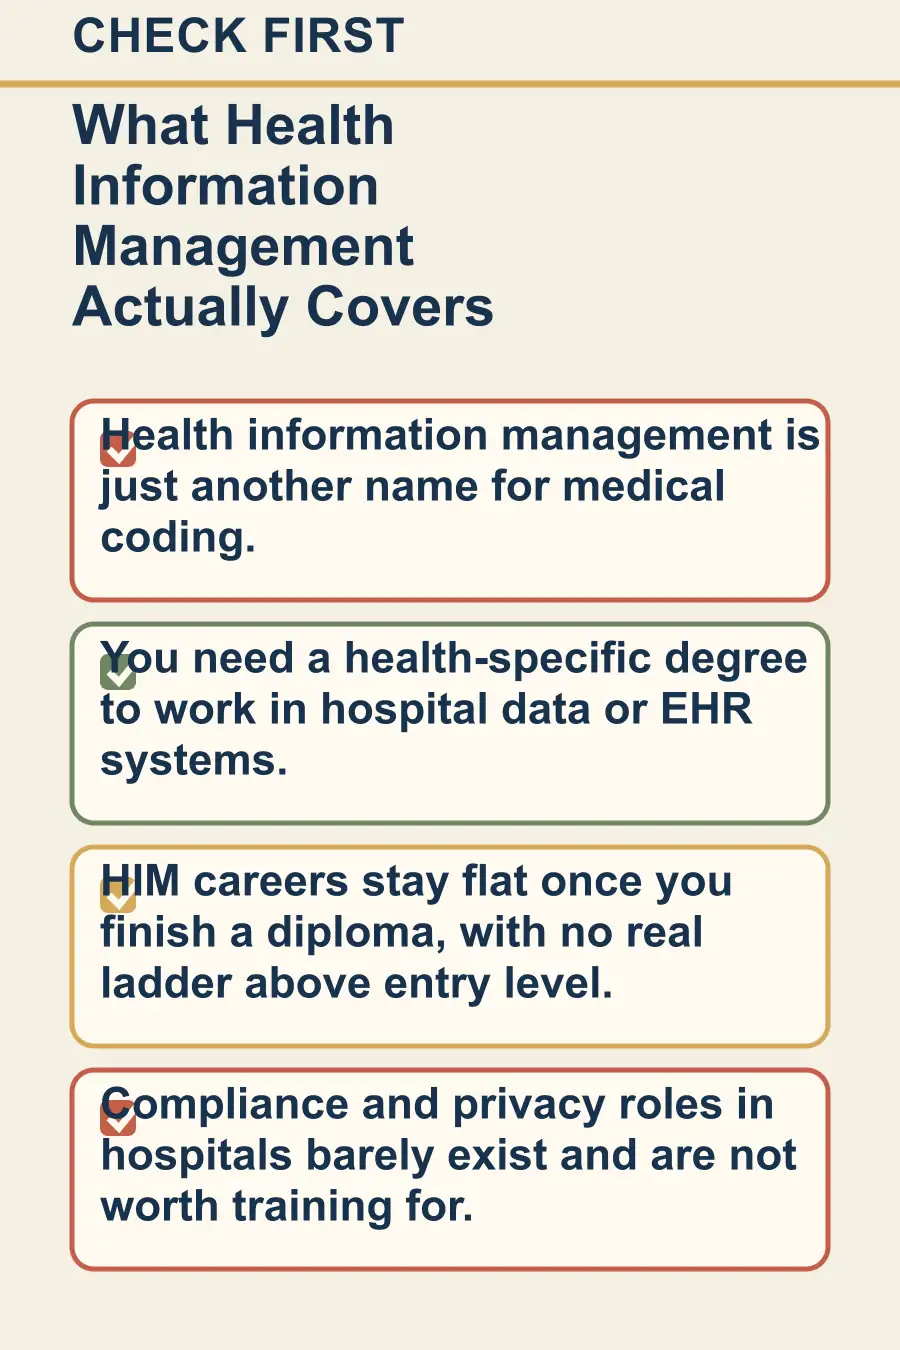 CHECK FIRST
What Health
Information
Management
Actually Covers
Health information management is
just another name for medical
coding.
You need a health-specific degree
to work in hospital data or EHR
systems.
HIM careers stay flat once you
finish a diploma, with no real
ladder above entry level.
Compliance and privacy roles in
hospitals barely exist and are not
worth training for.